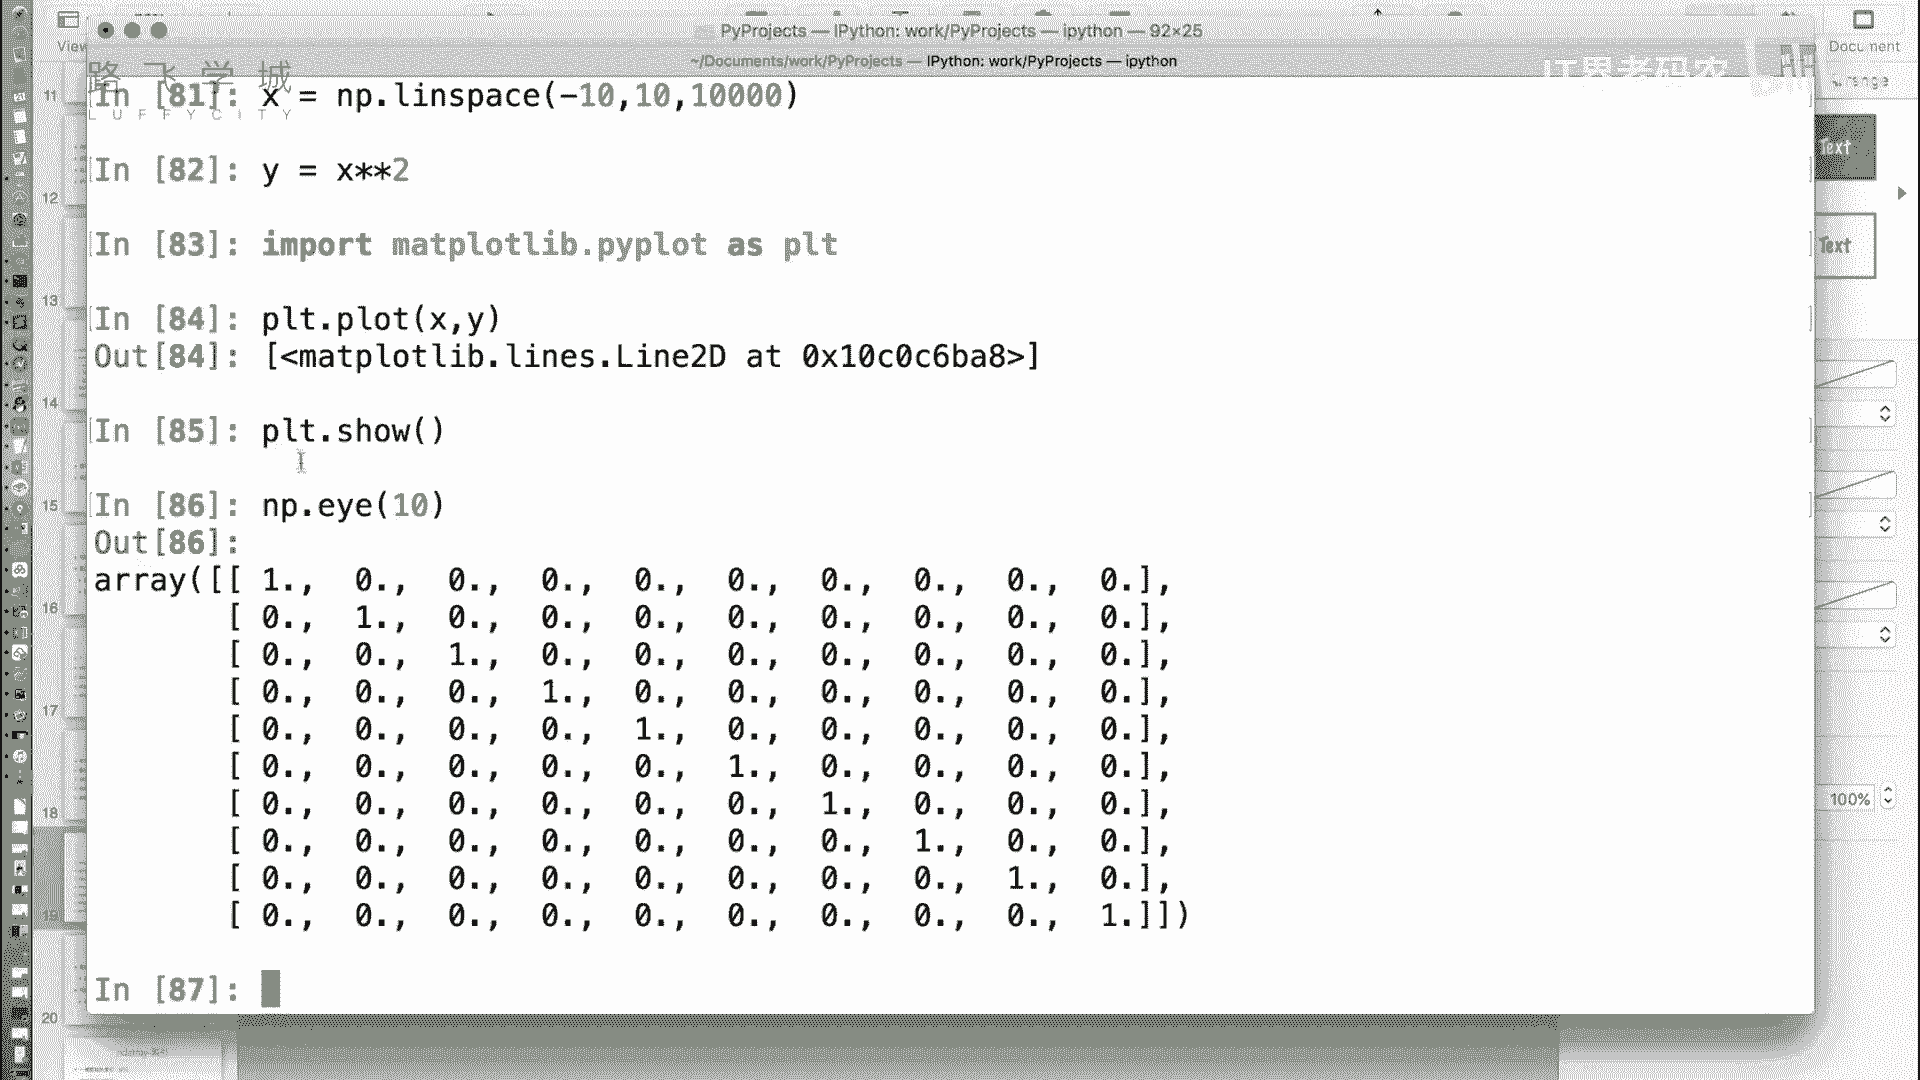 PyProjects — IPython: work/PyProjects — ipython — 92×25
~/Documents/work/PyProjects — IPython: work/PyProjects — ipython
View
Document
路飞学城
LUFFYCITY
IT界老码农
In [81]: x = np.linspace(-10,10,10000)
In [82]: y = x**2
In [83]: import matplotlib.pyplot as plt
In [84]: plt.plot(x,y)
Out[84]: [<matplotlib.lines.Line2D at 0x10c0c6ba8>]
In [85]: plt.show()
In [86]: np.eye(10)
Out[86]:
array([[ 1., 0., 0., 0., 0., 0., 0., 0., 0., 0.],
[ 0., 1., 0., 0., 0., 0., 0., 0., 0., 0.],
[ 0., 0., 1., 0., 0., 0., 0., 0., 0., 0.],
[ 0., 0., 0., 1., 0., 0., 0., 0., 0., 0.],
[ 0., 0., 0., 0., 1., 0., 0., 0., 0., 0.],
[ 0., 0., 0., 0., 0., 1., 0., 0., 0., 0.],
[ 0., 0., 0., 0., 0., 0., 1., 0., 0., 0.],
[ 0., 0., 0., 0., 0., 0., 0., 1., 0., 0.],
[ 0., 0., 0., 0., 0., 0., 0., 0., 1., 0.],
[ 0., 0., 0., 0., 0., 0., 0., 0., 0., 1.]])
In [87]:
11
12
13
14
15
16
17
18
19
20
Text
Text
100%